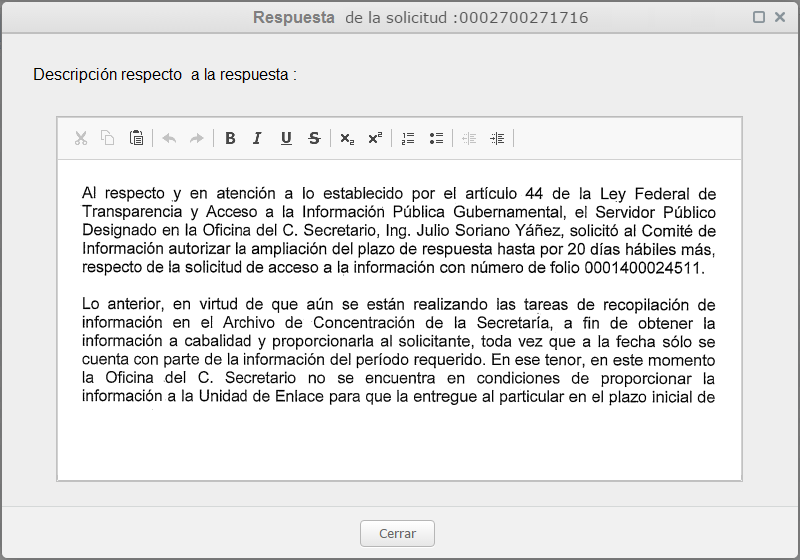 Respuesta de la solicitud :0002700271716
Descripción respecto a la respuesta :
B I U S x₂ x²
Al respecto y en atención a lo establecido por el artículo 44 de la Ley Federal de
Transparencia y Acceso a la Información Pública Gubernamental, el Servidor Público
Designado en la Oficina del C. Secretario, Ing. Julio Soriano Yáñez, solicitó al Comité de
Información autorizar la ampliación del plazo de respuesta hasta por 20 días hábiles más,
respecto de la solicitud de acceso a la información con número de folio 0001400024511.
Lo anterior, en virtud de que aún se están realizando las tareas de recopilación de
información en el Archivo de Concentración de la Secretaría, a fin de obtener la
información a cabalidad y proporcionarla al solicitante, toda vez que a la fecha sólo se
cuenta con parte de la información del período requerido. En ese tenor, en este momento
la Oficina del C. Secretario no se encuentra en condiciones de proporcionar la
información a la Unidad de Enlace para que la entregue al particular en el plazo inicial de
Cerrar